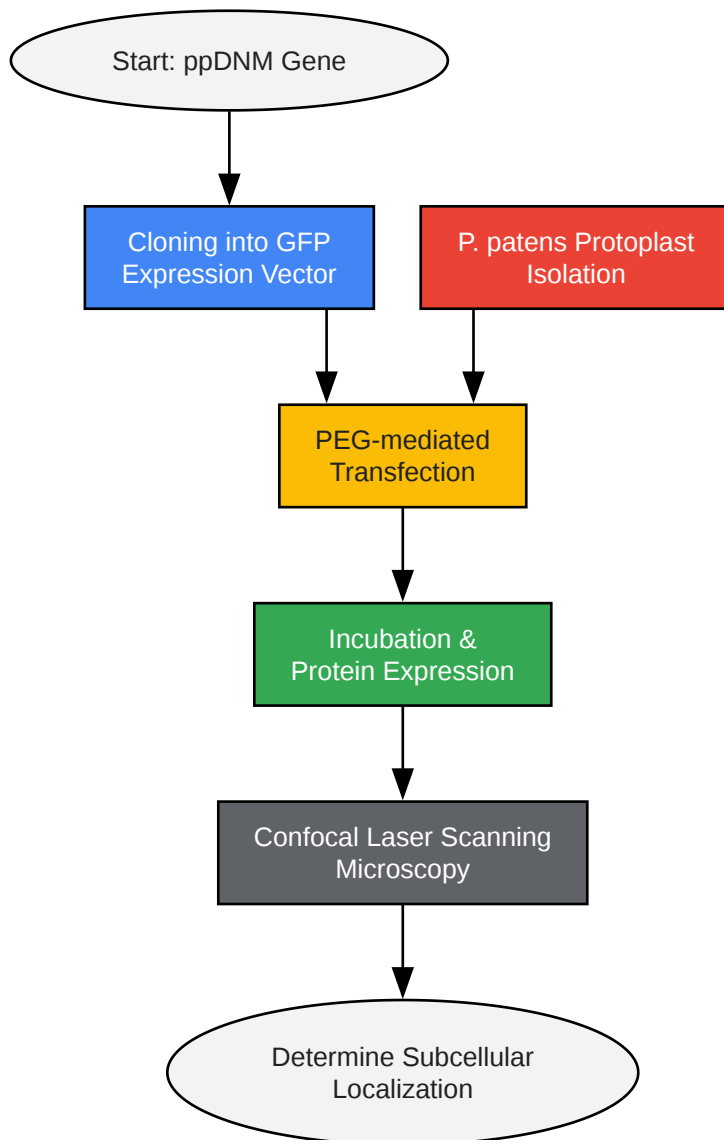 Start: ppDNM Gene
Cloning into GFP
Expression Vector
P. patens Protoplast
Isolation
PEG-mediated
Transfection
Incubation &
Protein Expression
Confocal Laser Scanning
Microscopy
Determine Subcellular
Localization